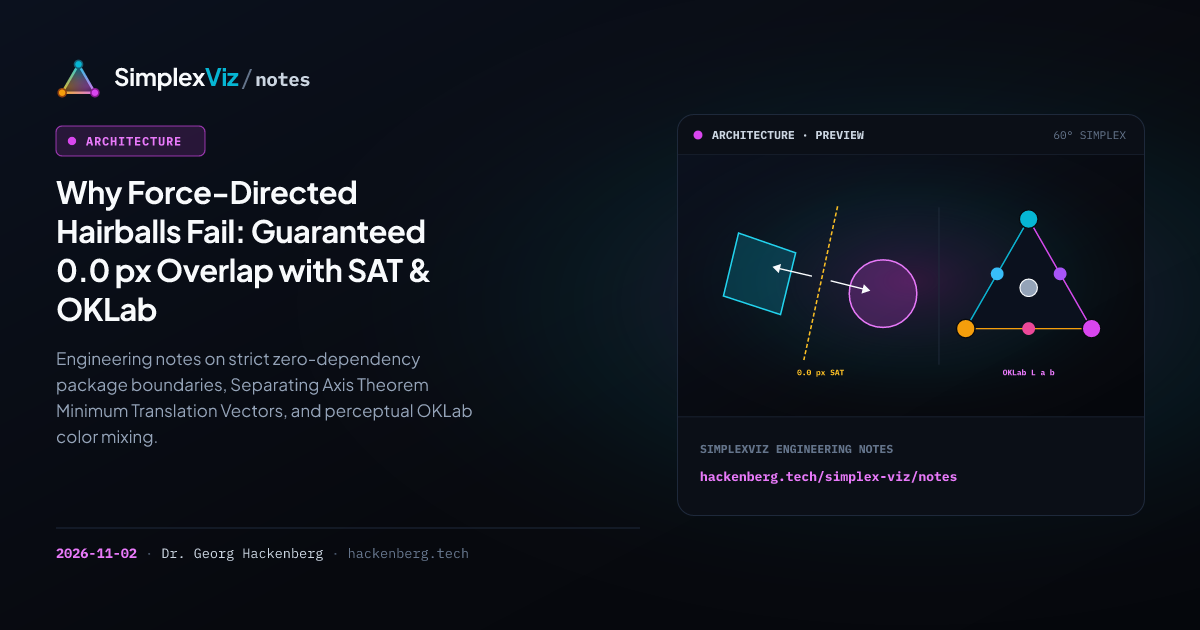 SimplexViz/notes
ARCHITECTURE
Why Force-Directed
Hairballs Fail: Guaranteed
0.0 px Overlap with SAT &
OKLab
Engineering notes on strict zero-dependency
package boundaries, Separating Axis Theorem
Minimum Translation Vectors, and perceptual OKLab
color mixing.
2026-11-02 · Dr. Georg Hackenberg · hackenberg.tech
ARCHITECTURE · PREVIEW
60° SIMPLEX
0.0 px SAT
OKLab L a b
SIMPLEXVIZ ENGINEERING NOTES
hackenberg.tech/simplex-viz/notes